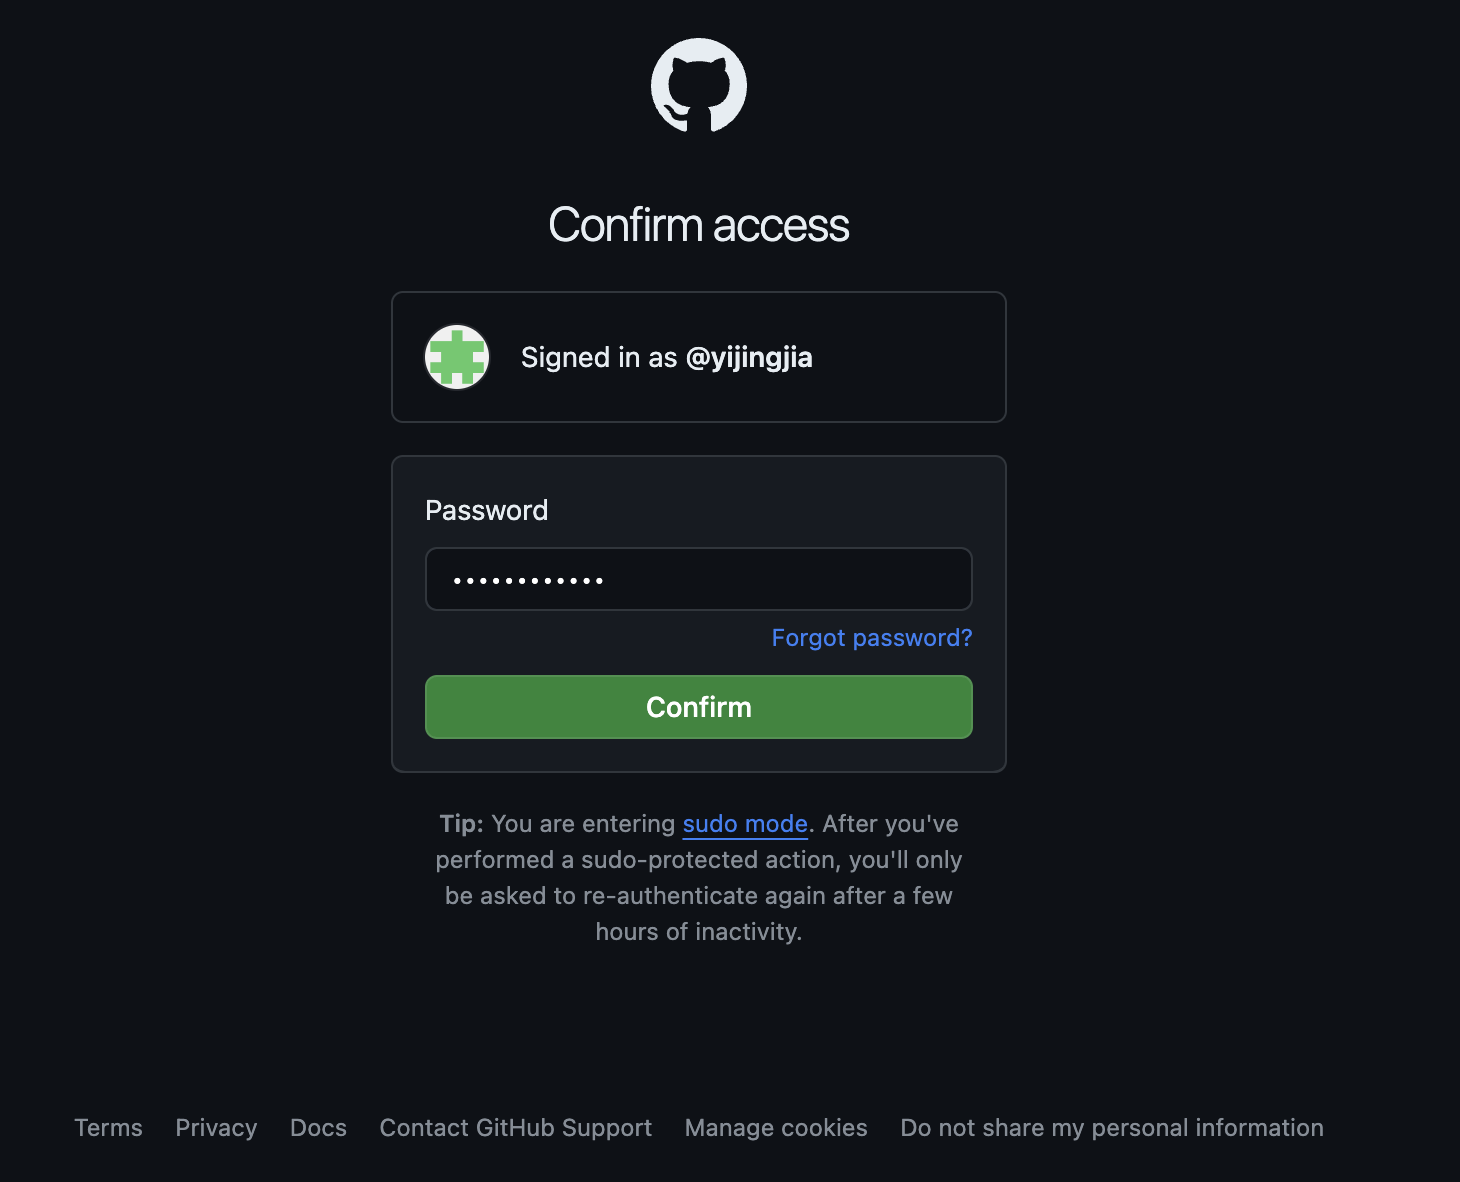 Confirm access
Signed in as @yijingjia
Password
••••••••••••
Forgot password?
Confirm
Tip: You are entering sudo mode. After you've
performed a sudo-protected action, you'll only
be asked to re-authenticate again after a few
hours of inactivity.
Terms Privacy Docs Contact GitHub Support Manage cookies Do not share my personal information